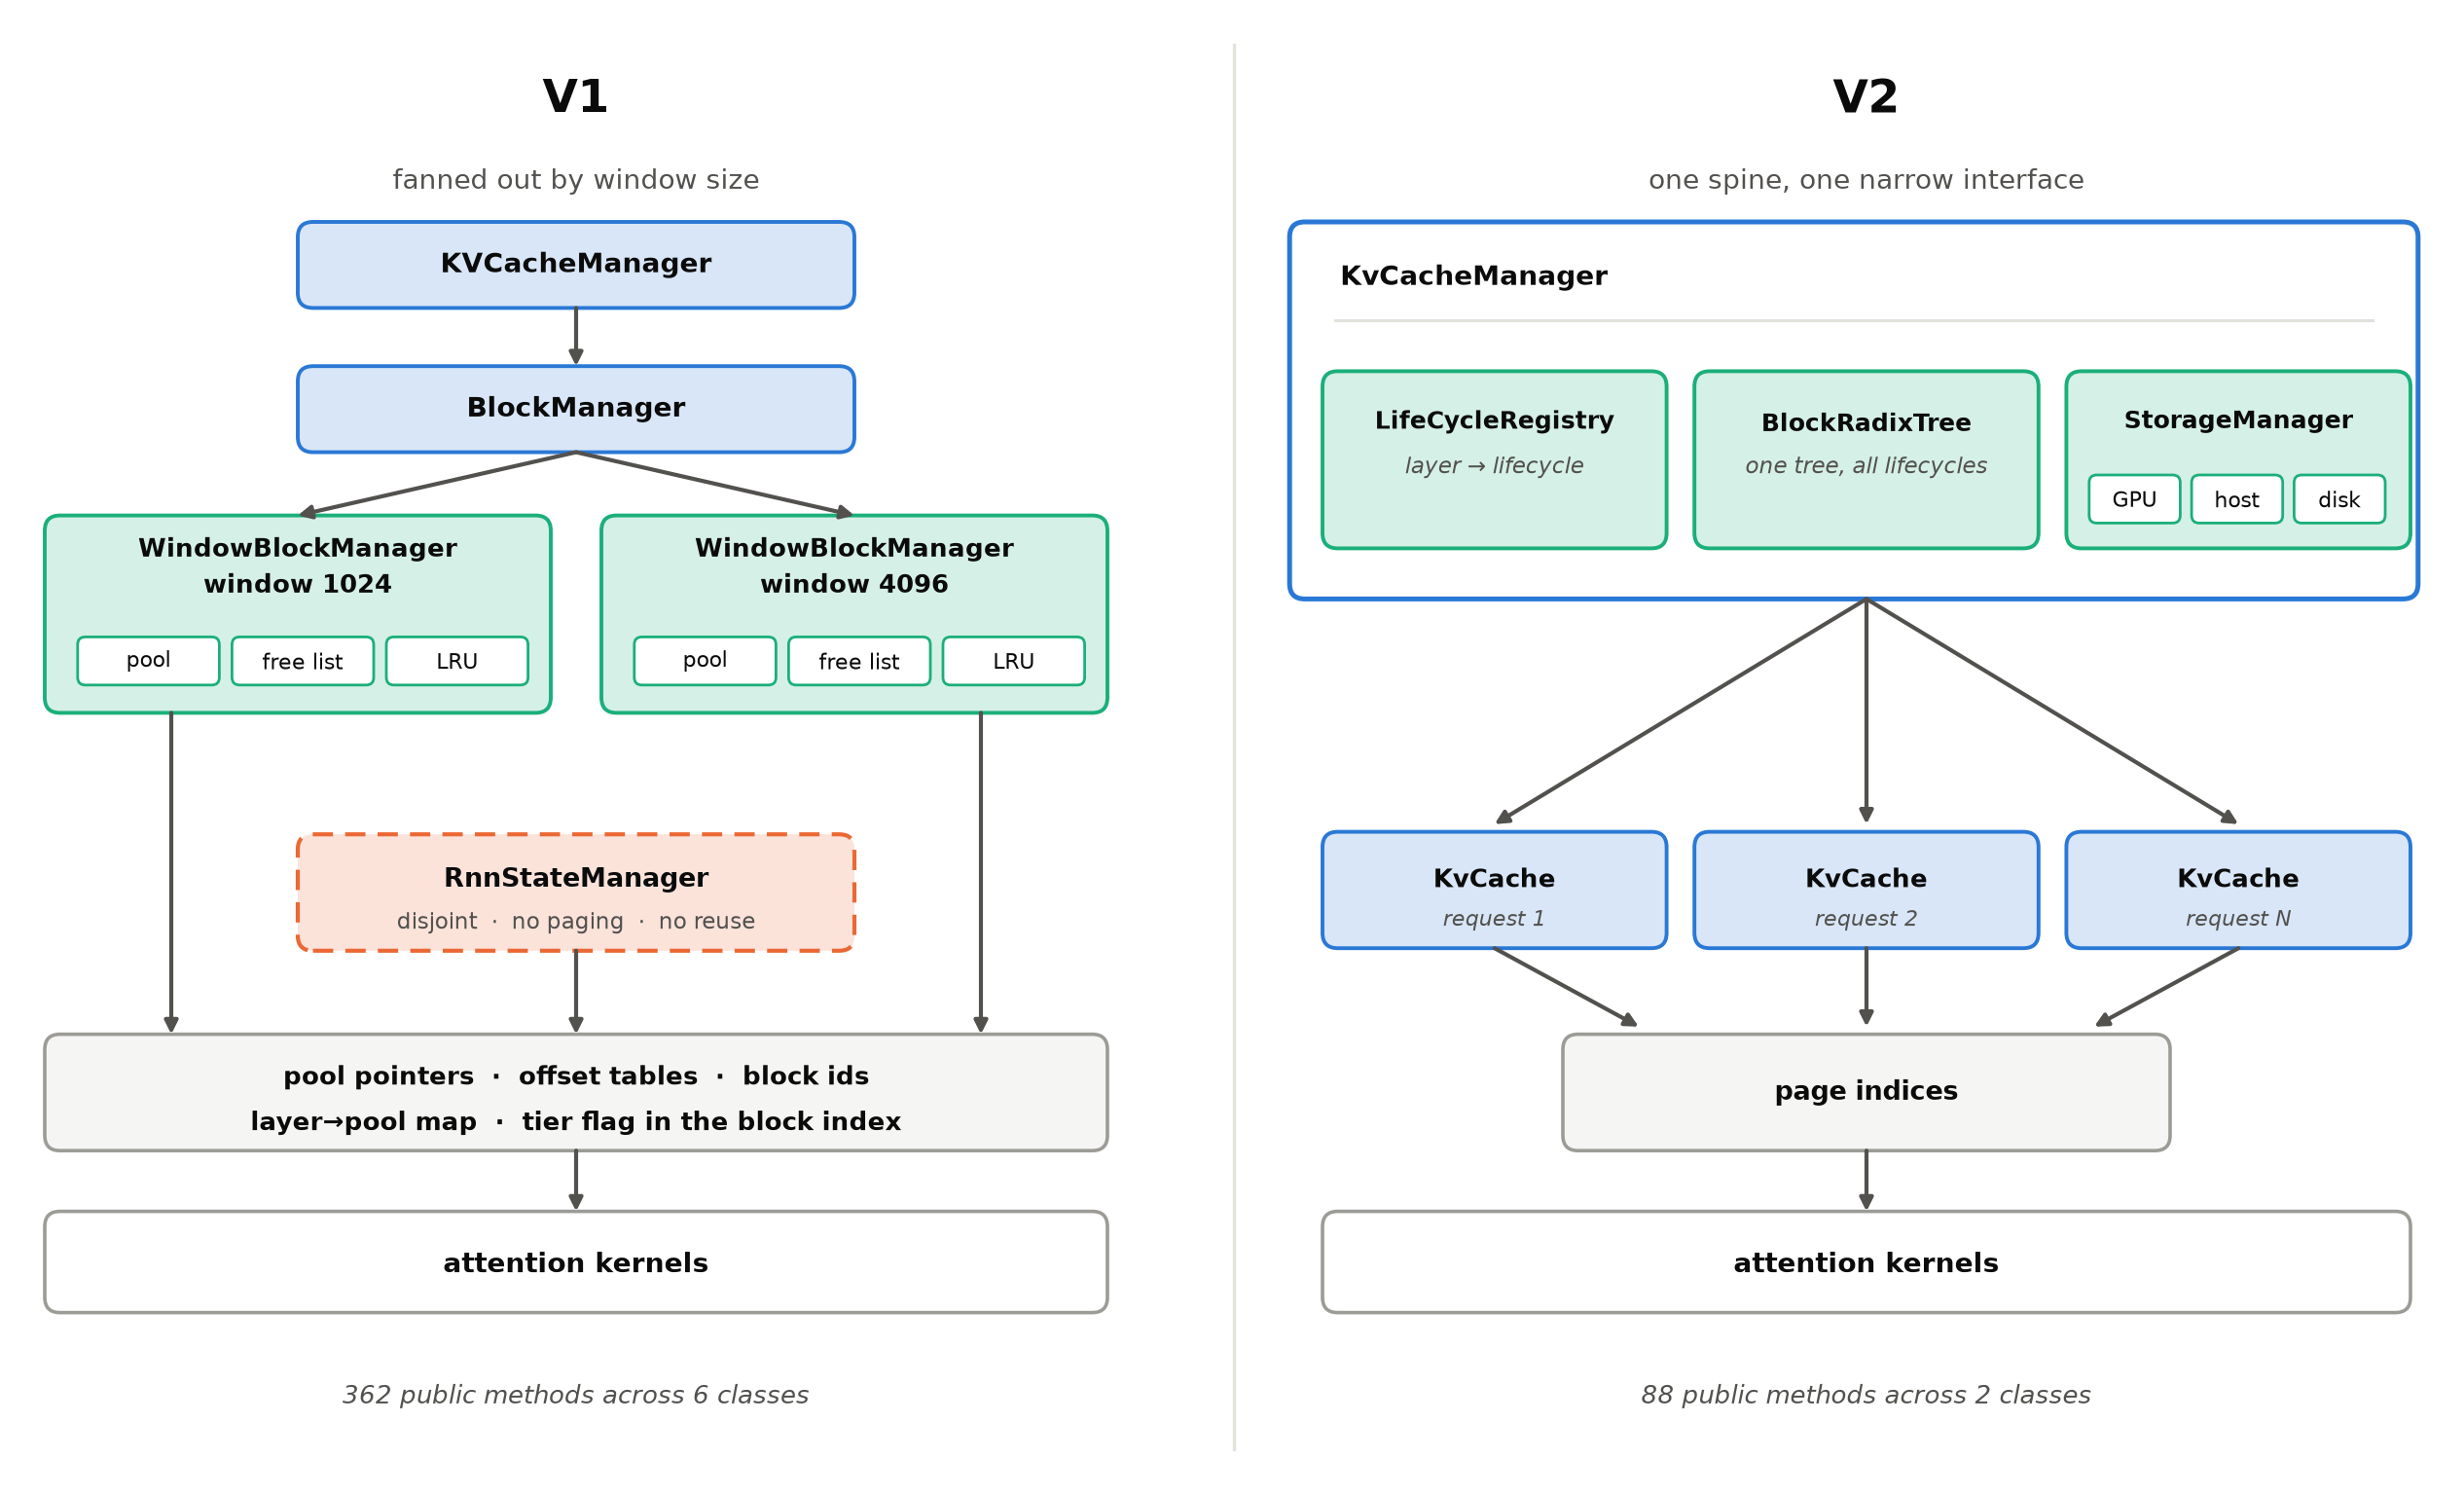 V1
fanned out by window size
KVCacheManager
BlockManager
WindowBlockManager
window 1024
pool
free list
LRU
WindowBlockManager
window 4096
pool
free list
LRU
RnnStateManager
disjoint · no paging · no reuse
pool pointers · offset tables · block ids
layer→pool map · tier flag in the block index
attention kernels
362 public methods across 6 classes
V2
one spine, one narrow interface
KvCacheManager
LifeCycleRegistry
layer → lifecycle
BlockRadixTree
one tree, all lifecycles
StorageManager
GPU
host
disk
KvCache
request 1
KvCache
request 2
KvCache
request N
page indices
attention kernels
88 public methods across 2 classes